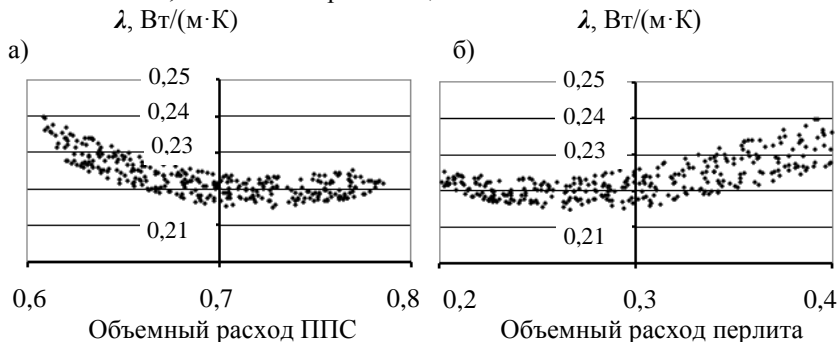 λ, Вт/(м·К)
λ, Вт/(м·К)
а)
б)
0,25
0,24
0,23
0,21
0,6
0,7
0,8
Объемный расход ППС
0,25
0,24
0,23
0,21
0,2
0,3
0,4
Объемный расход перлита